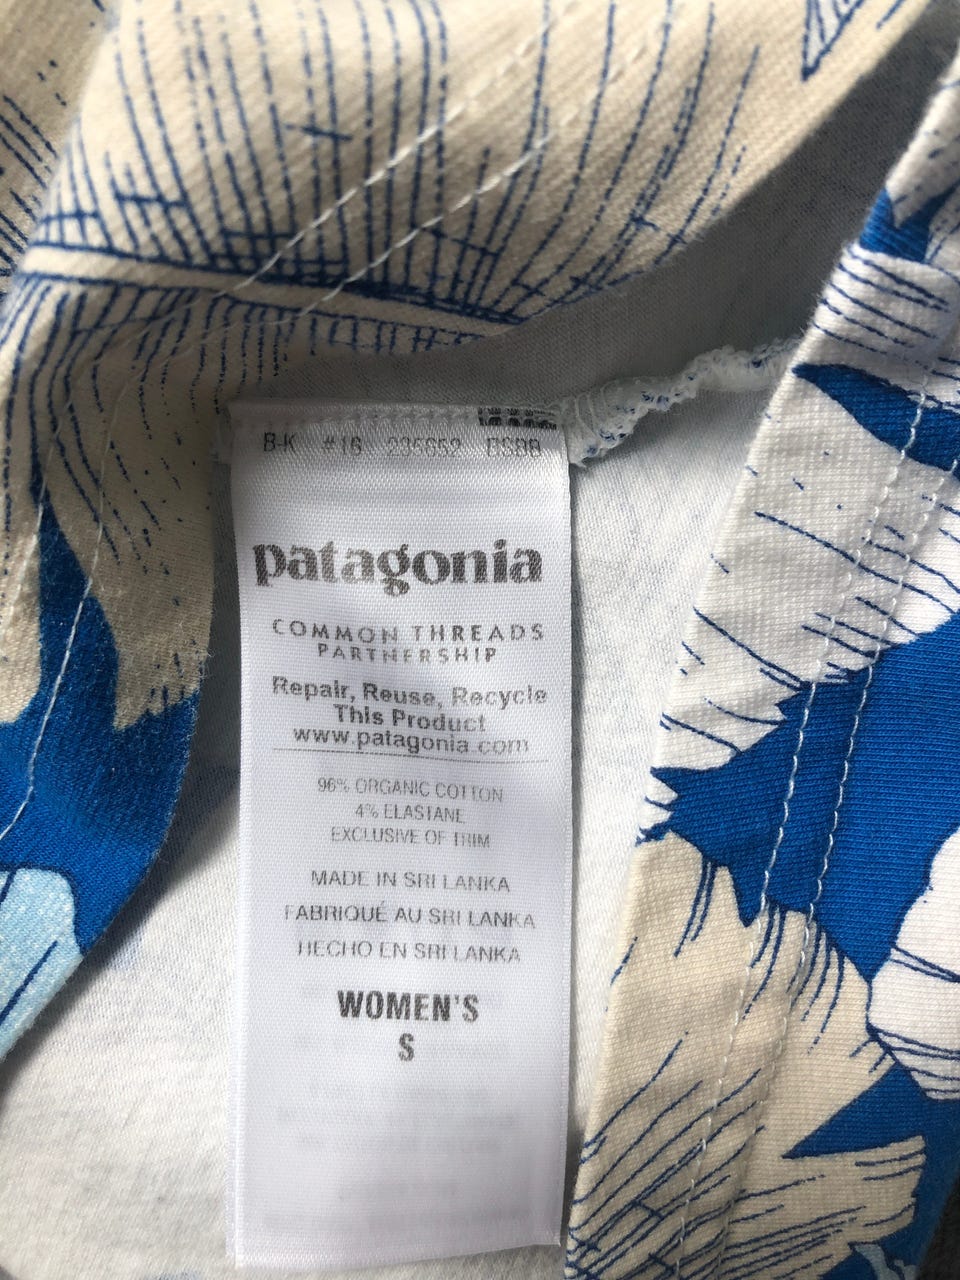 B-K #16 235652 BSBB
patagonia
COMMON THREADS
PARTNERSHIP
Repair, Reuse, Recycle
This Product
www.patagonia.com
96% ORGANIC COTTON
4% ELASTANE
EXCLUSIVE OF TRIM
MADE IN SRI LANKA
FABRIQUÉ AU SRI LANKA
HECHO EN SRI LANKA
WOMEN'S
S